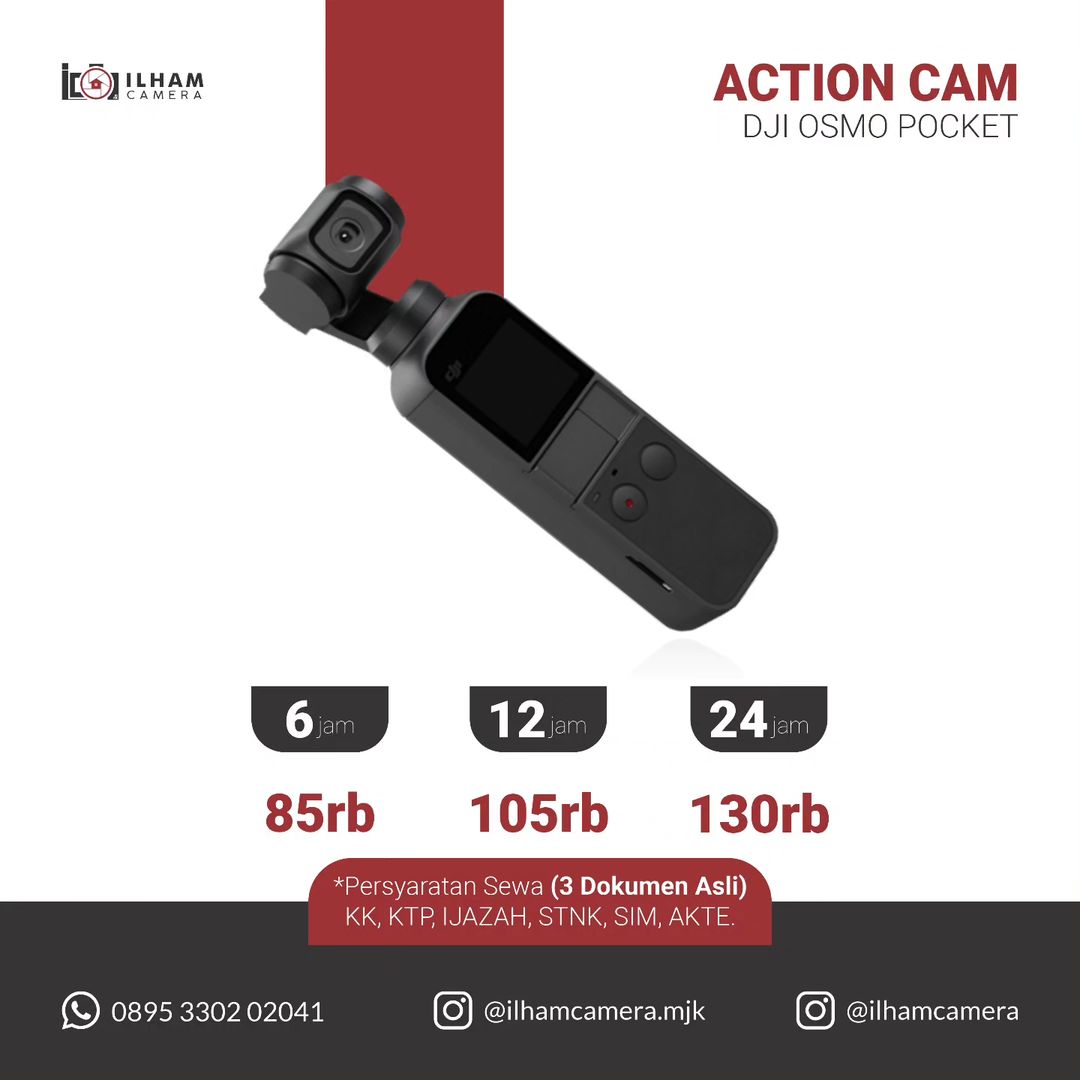 ILHAM
CAMERA
ACTION CAM
DJI OSMO POCKET
dji
6 jam
12 jam
24 jam
85rb
105rb
130rb
*Persyaratan Sewa (3 Dokumen Asli)
KK, KTP, IJAZAH, STNK, SIM, AKTE.
0895 3302 02041
@ilhamcamera.mjk
@ilhamcamera